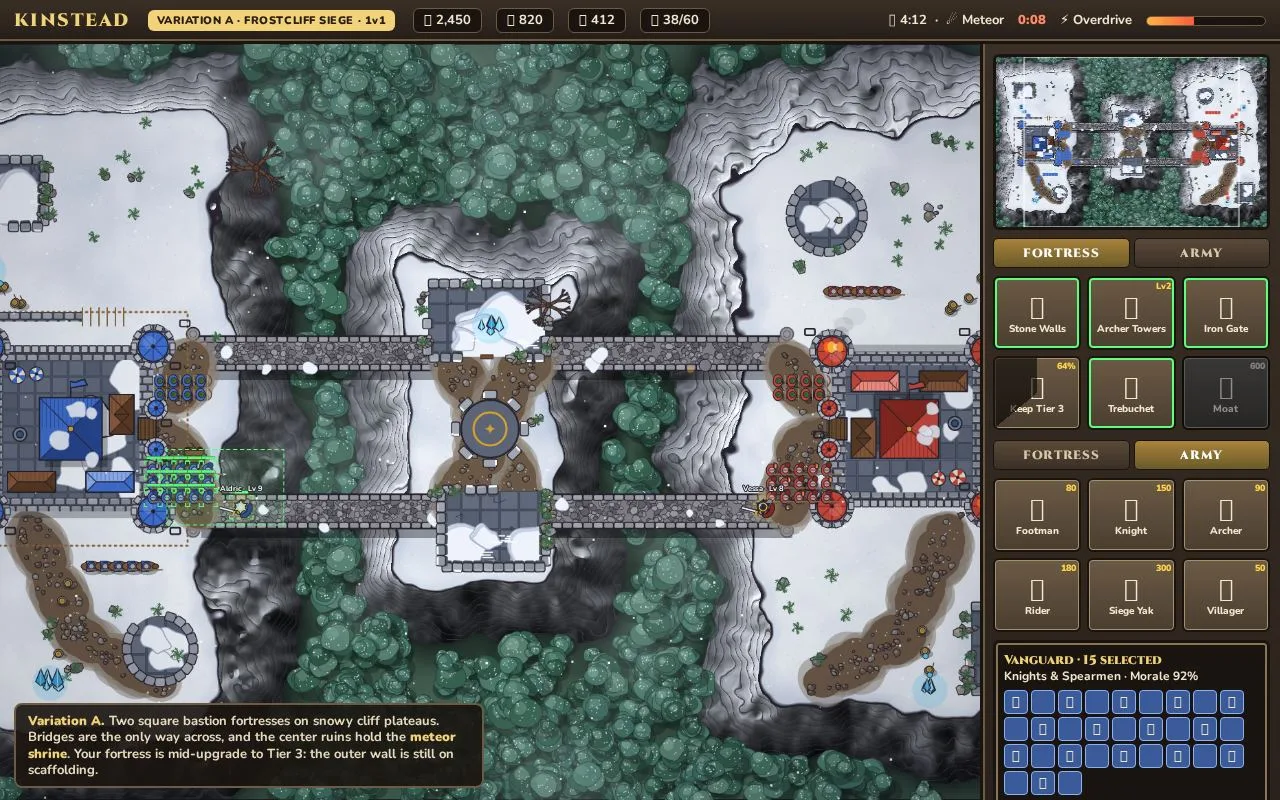 KINSTEAD
VARIATION A · FROSTCLIFF SIEGE · 1v1
2,450
820
412
38/60
4:12 · Meteor 0:08 Overdrive
FORTRESS
ARMY
Stone Walls
Lv2
Archer Towers
Iron Gate
64%
Keep Tier 3
Trebuchet
600
Moat
FORTRESS
ARMY
80
Footman
150
Knight
90
Archer
180
Rider
300
Siege Yak
50
Villager
VANGUARD · 15 SELECTED
Knights & Spearmen · Morale 92%
Aldric · Lv 9
Lv 8
Variation A. Two square bastion fortresses on snowy cliff plateaus.
Bridges are the only way across, and the center ruins hold the meteor
shrine. Your fortress is mid-upgrade to Tier 3: the outer wall is still on
scaffolding.